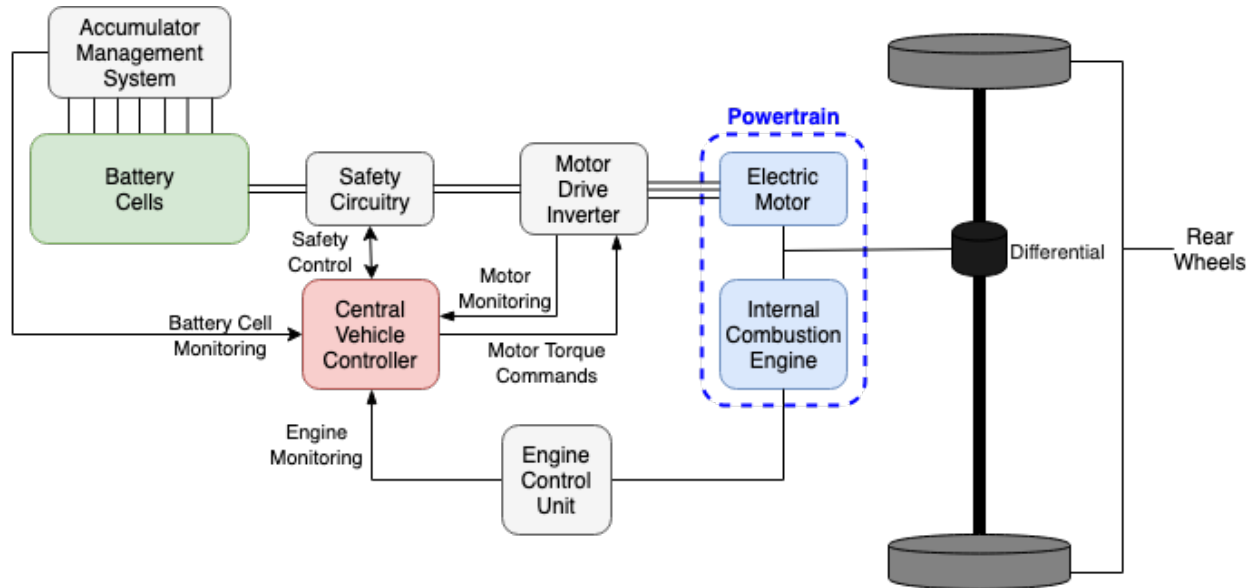 Accumulator
Management
System
Powertrain
Battery
Cells
Safety
Circuitry
Motor
Drive
Inverter
Electric
Motor
Safety
Control
Motor
Monitoring
Differential
Rear
Wheels
Battery Cell
Monitoring
Central
Vehicle
Controller
Motor Torque
Commands
Internal
Combustion
Engine
Engine
Monitoring
Engine
Control
Unit